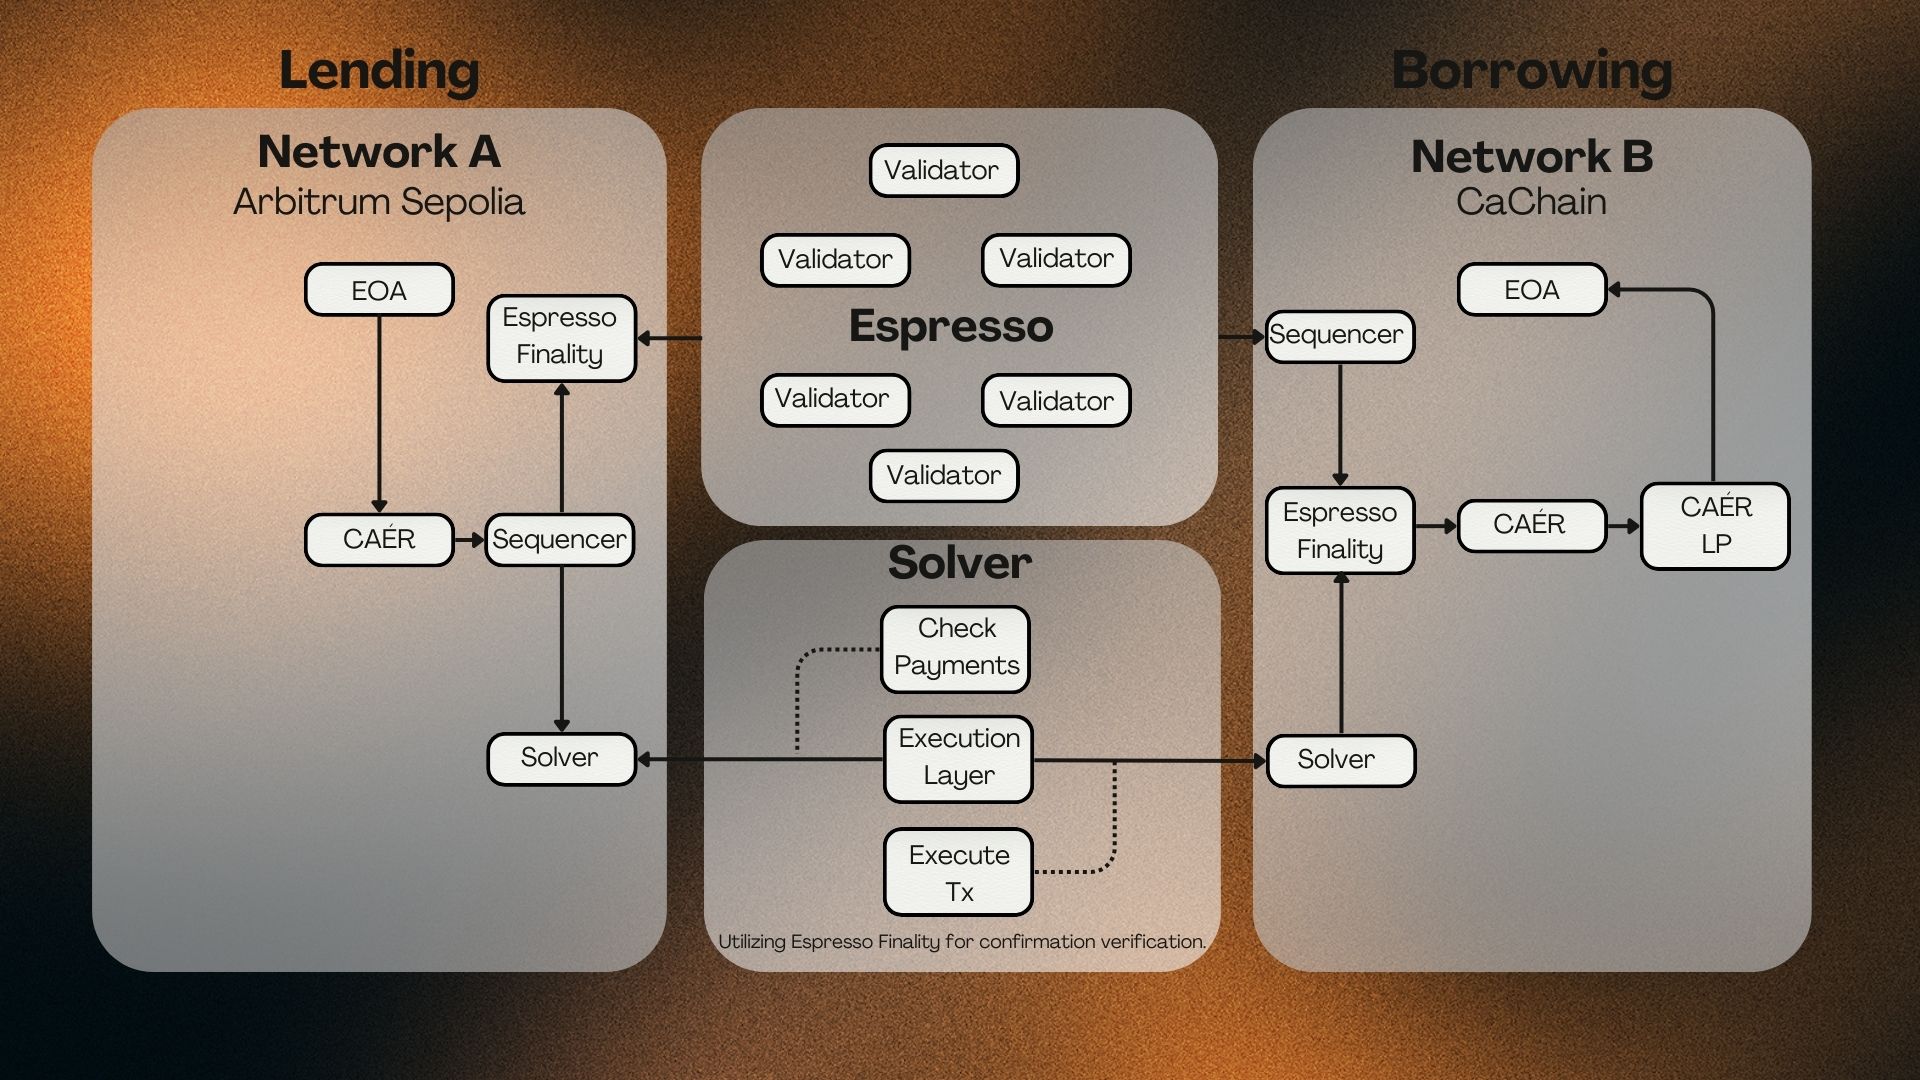 Lending
Network A
Arbitrum Sepolia
EOA
Espresso
Finality
CAÉR
Sequencer
Solver
Validator
Validator
Validator
Espresso
Validator
Validator
Validator
Solver
Check
Payments
Execution
Layer
Execute
Tx
Utilizing Espresso Finality for confirmation verification.
Borrowing
Network B
CaChain
EOA
Sequencer
Espresso
Finality
CAÉR
CAÉR
LP
Solver